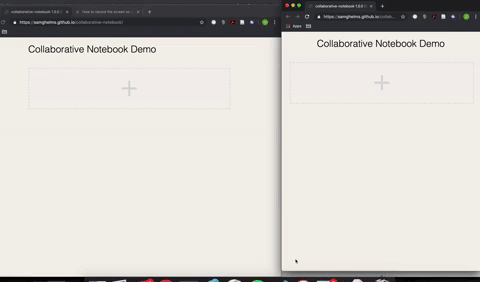 collaborative-notebook 1.0.0
How to record the screen
https://samghelms.github.io/collaborative-notebook/
Collaborative Notebook Demo
+
collaborative-notebook 1.0.0
https://samghelms.github.io/collab
Apps
Collaborative Notebook Demo
+